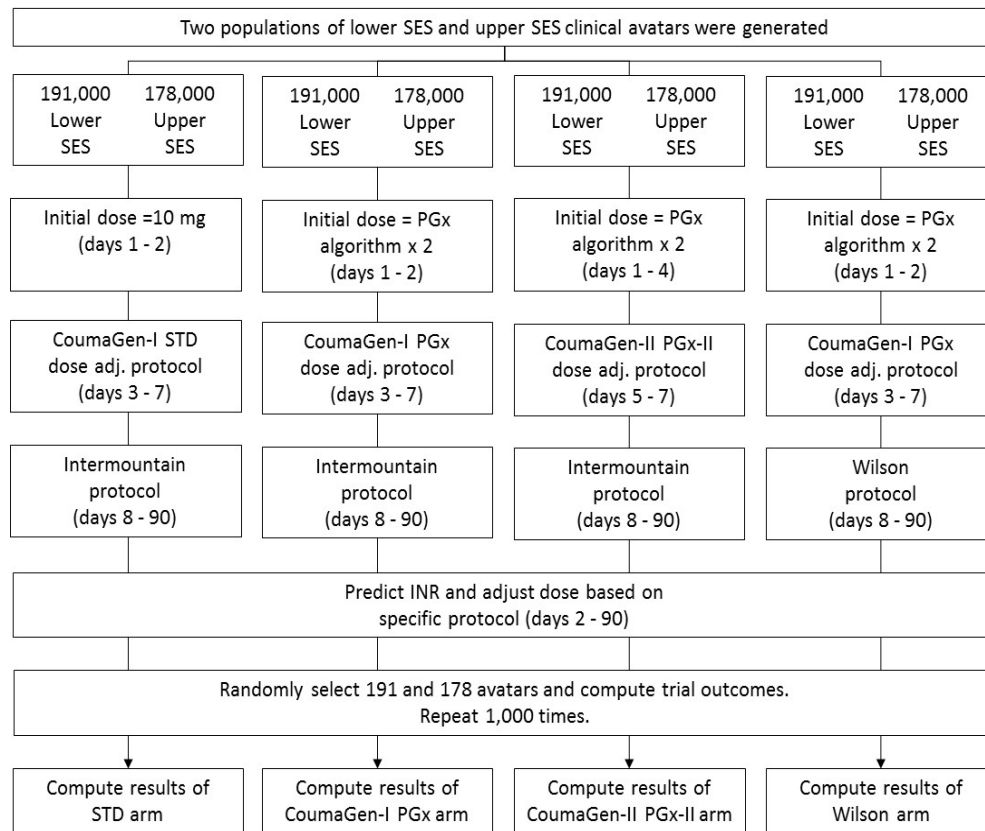 Two populations of lower SES and upper SES clinical avatars were generated
191,000
Lower
SES
178,000
Upper
SES
191,000
Lower
SES
178,000
Upper
SES
191,000
Lower
SES
178,000
Upper
SES
191,000
Lower
SES
178,000
Upper
SES
Initial dose =10 mg
(days 1 - 2)
Initial dose = PGx
algorithm x 2
(days 1 - 2)
Initial dose = PGx
algorithm x 2
(days 1 - 4)
Initial dose = PGx
algorithm x 2
(days 1 - 2)
CoumaGen-I STD
dose adj. protocol
(days 3 - 7)
CoumaGen-I PGx
dose adj. protocol
(days 3 - 7)
CoumaGen-II PGx-II
dose adj. protocol
(days 5 - 7)
CoumaGen-I PGx
dose adj. protocol
(days 3 - 7)
Intermountain
protocol
(days 8 - 90)
Intermountain
protocol
(days 8 - 90)
Intermountain
protocol
(days 8 - 90)
Wilson
protocol
(days 8 - 90)
Predict INR and adjust dose based on
specific protocol (days 2 - 90)
Randomly select 191 and 178 avatars and compute trial outcomes.
Repeat 1,000 times.
Compute results of
STD arm
Compute results of
CoumaGen-I PGx arm
Compute results of
CoumaGen-II PGx-II arm
Compute results of
Wilson arm